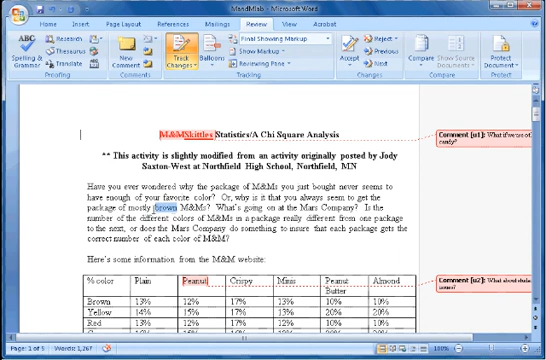 MandMlab - Microsoft Word
Home Insert Page Layout References Mailings Review View Acrobat
ABC Spelling & Grammar
Research
Thesaurus
Translate
Proofing
New Comment
Comments
Track Changes
Balloons
Final Showing Markup
Show Markup
Reviewing Pane
Tracking
Accept
Reject
Previous
Next
Changes
Compare
Show Source Documents
Compare
Protect Document
Protect
M&MSkittles Statistics/A Chi Square Analysis
Comment [u1]: What if we use
candy?
** This activity is slightly modified from an activity originally posted by Jody
Saxton-West at Northfield High School, Northfield, MN
Have you ever wondered why the package of M&Ms you just bought never seems to
have enough of your favorite color? Or, why is it that you always seem to get the
package of mostly brown M&Ms? What's going on at the Mars Company? Is the
number of the different colors of M&Ms in a package really different from one package
to the next, or does the Mars Company do something to insure that each package gets the
correct number of each color of M&M?
Here's some information from the M&M website:
Comment [u2]: What about
issues?
% color Plain Peanut Crispy Minis Peanut Butter Almond
Brown 13% 12% 17% 13% 10% 10%
Yellow 14% 15% 17% 13% 20% 20%
Red 13% 12% 17% 12% 10% 10%
Page: 1 of 5 Words: 1,267 180%